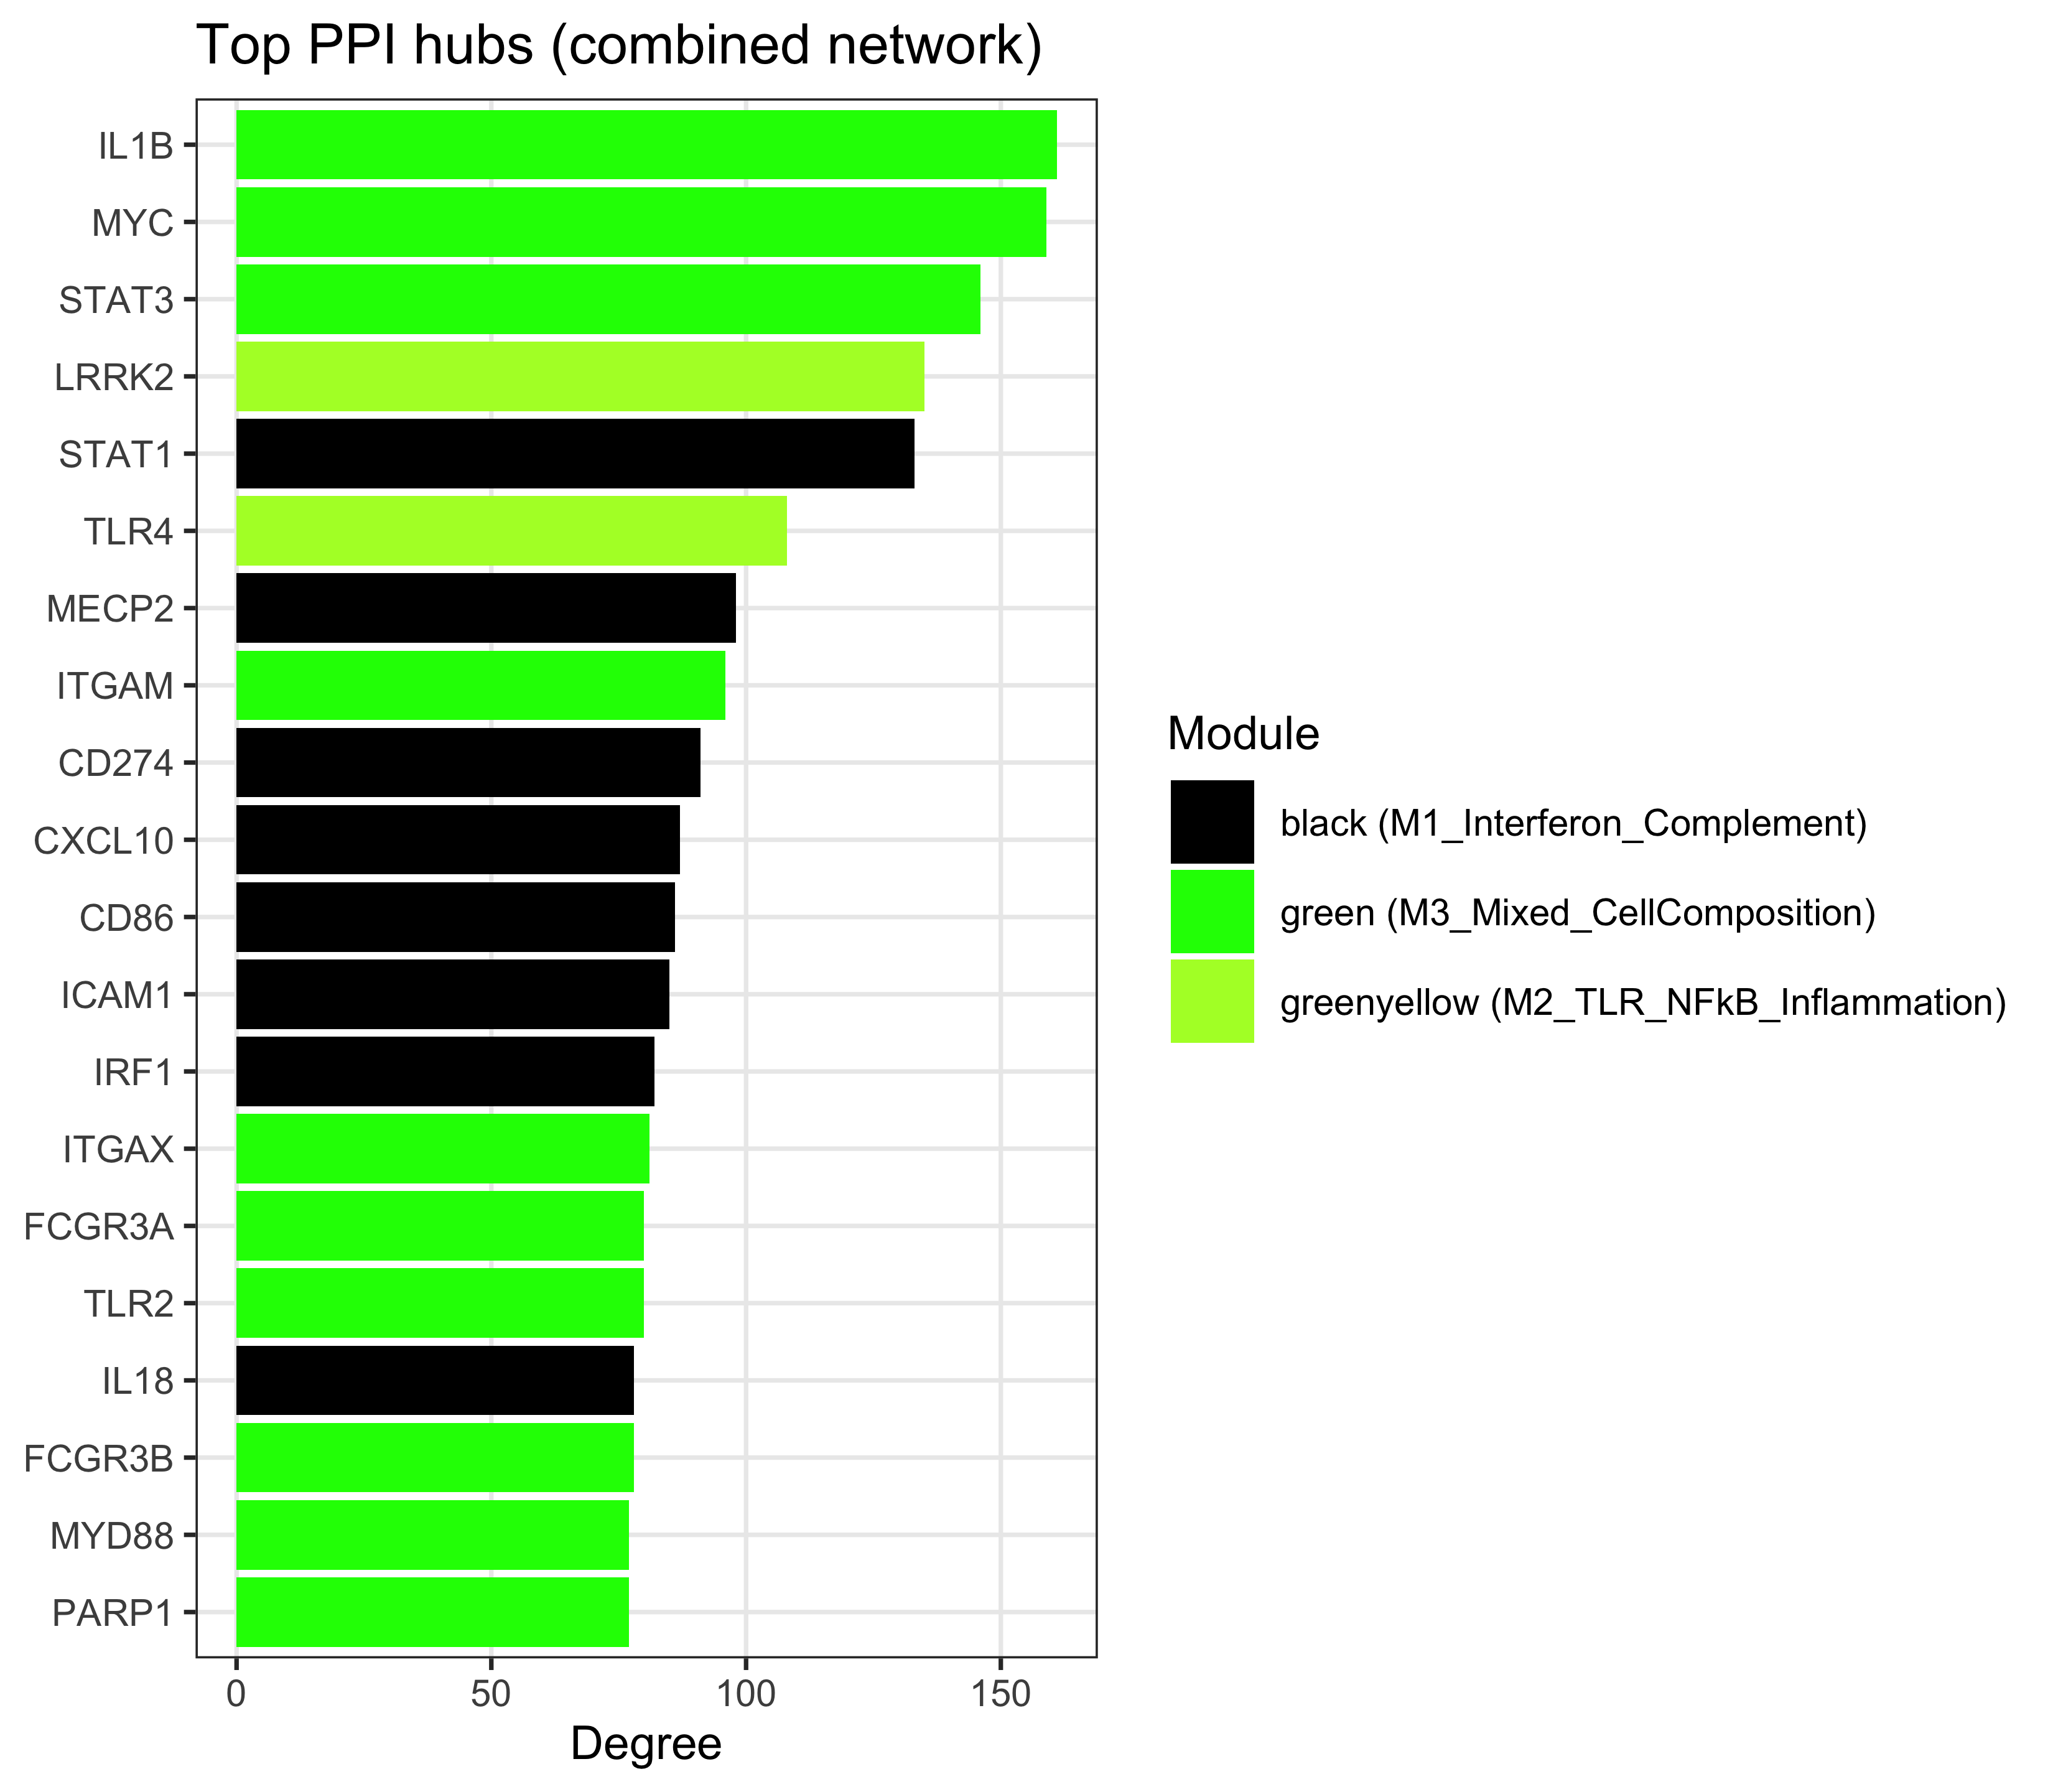 Top PPI hubs (combined network)
IL1B
MYC
STAT3
LRRK2
STAT1
TLR4
MECP2
ITGAM
CD274
CXCL10
CD86
ICAM1
IRF1
ITGAX
FCGR3A
TLR2
IL18
FCGR3B
MYD88
PARP1
0 50 100 150
Degree
Module
black (M1_Interferon_Complement)
green (M3_Mixed_CellComposition)
greenyellow (M2_TLR_NFkB_Inflammation)